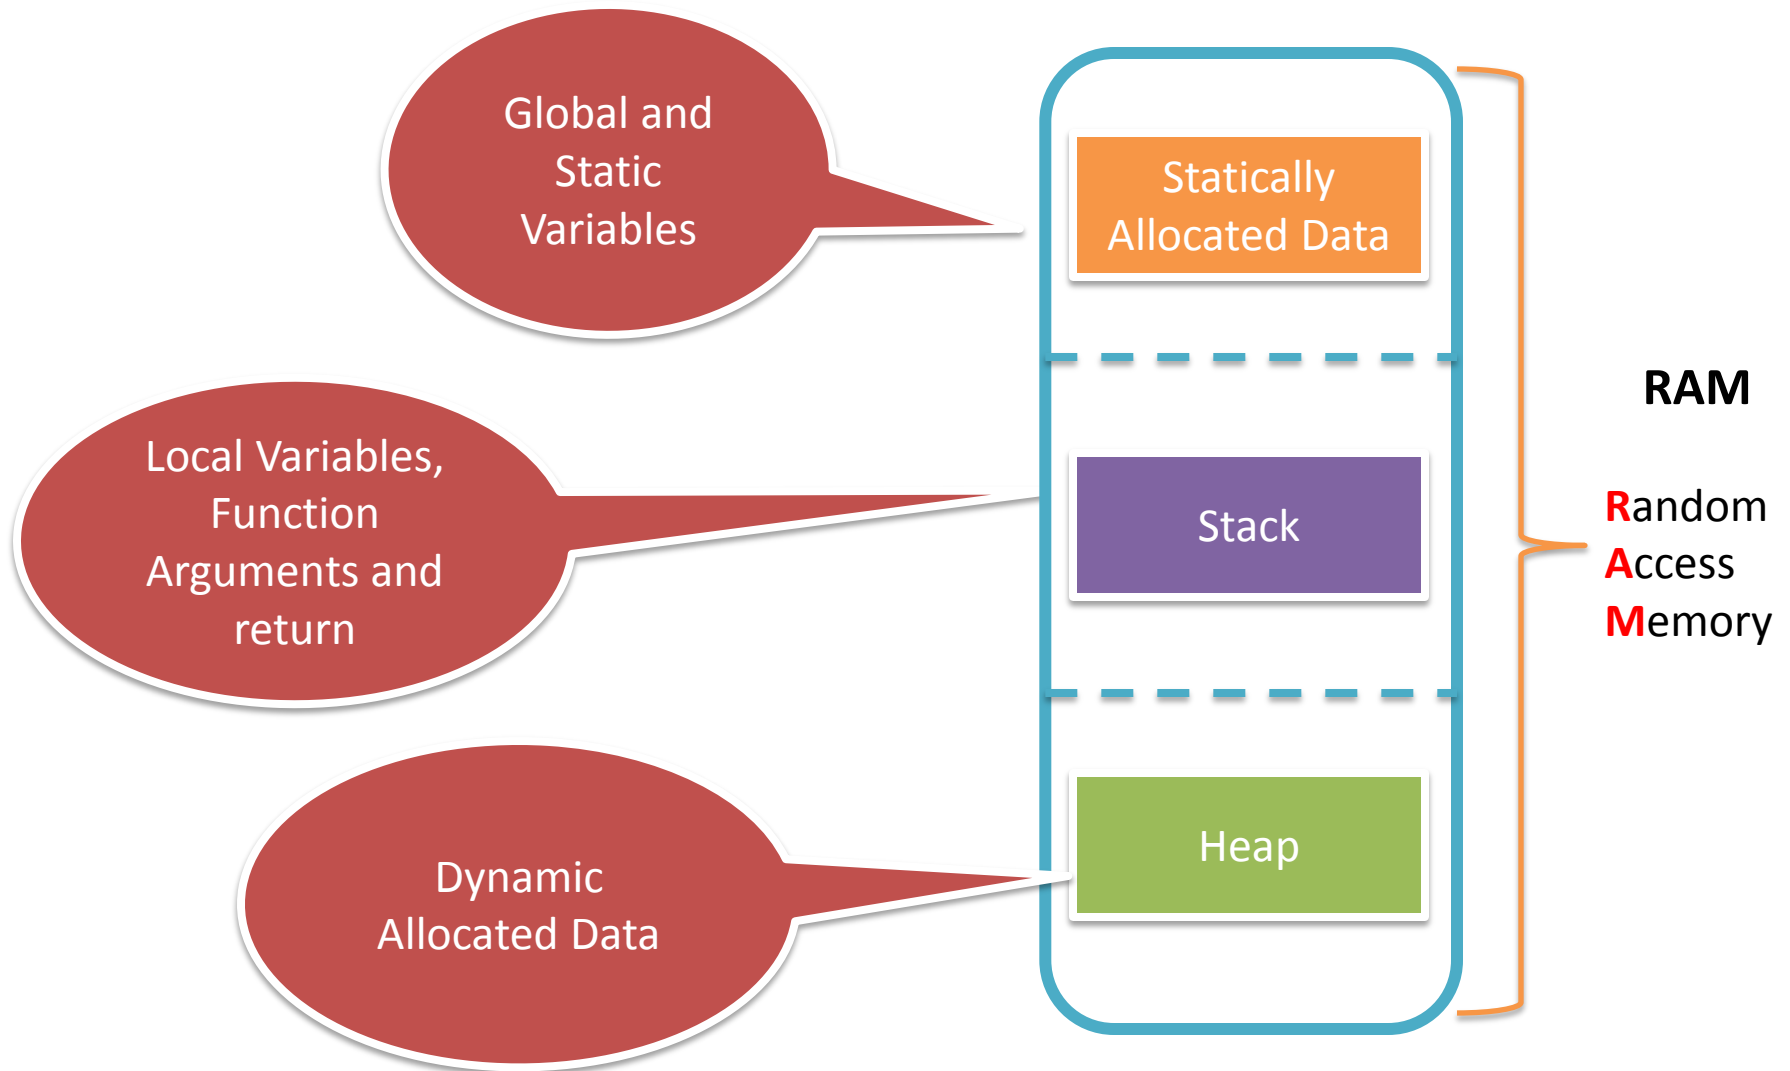 Global and
Static
Variables
Statically
Allocated Data
RAM
Local Variables,
Function
Arguments and
return
Stack
Random
Access
Memory
Dynamic
Allocated Data
Heap